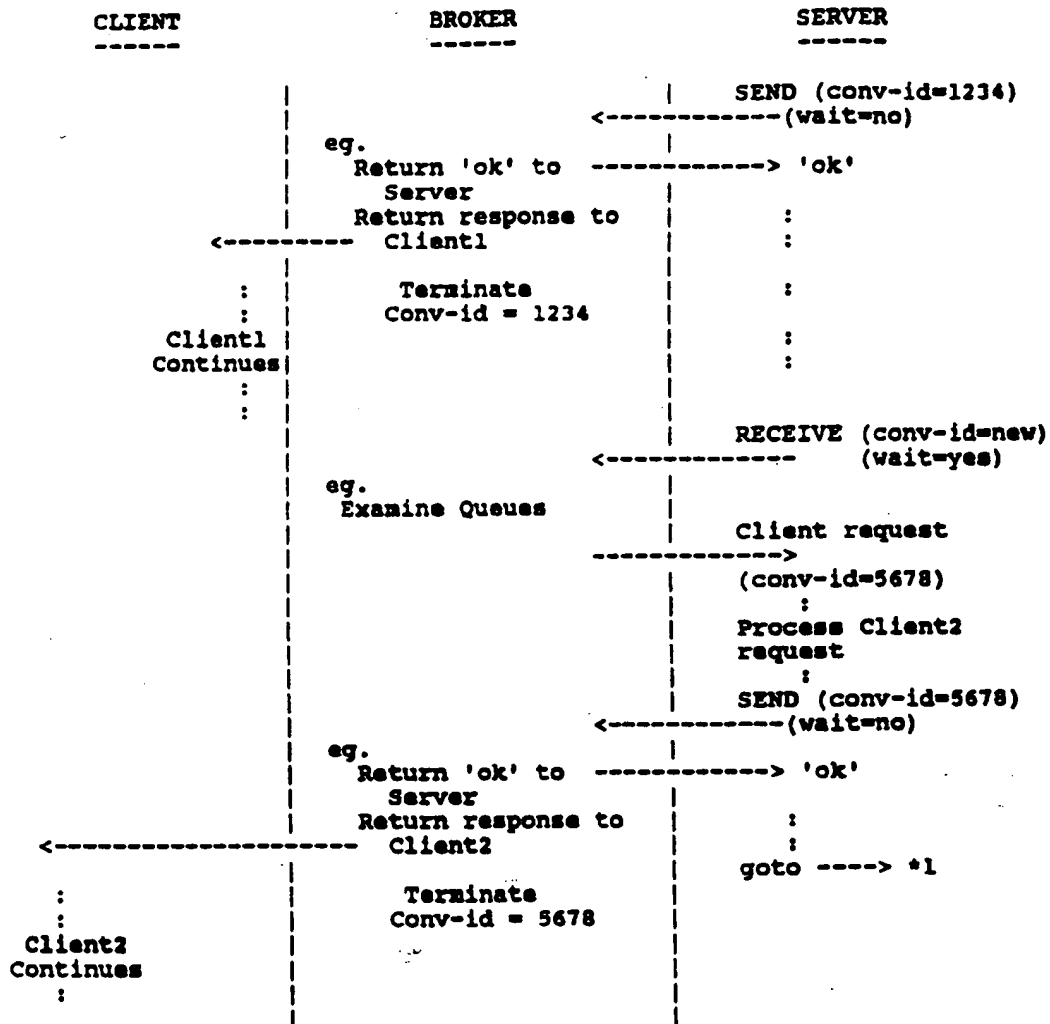 CLIENT BROKER SERVER
------ ------ ------
SEND (conv-id=1234)
<-----------(wait=no)
eg.
Return 'ok' to -----------> 'ok'
Server
Return response to :
<--------- Client1 :
: Terminate :
: Conv-id = 1234
Client1 :
Continues :
:
:
RECEIVE (conv-id=new)
<------------ (wait=yes)
eg.
Examine Queues
Client request
------------>
(conv-id=5678)
:
Process Client2
request
:
SEND (conv-id=5678)
<-----------(wait=no)
eg.
Return 'ok' to -----------> 'ok'
Server
Return response to :
<-------------------- Client2 :
goto ----> *1
: Terminate
: Conv-id = 5678
Client2
Continues
: